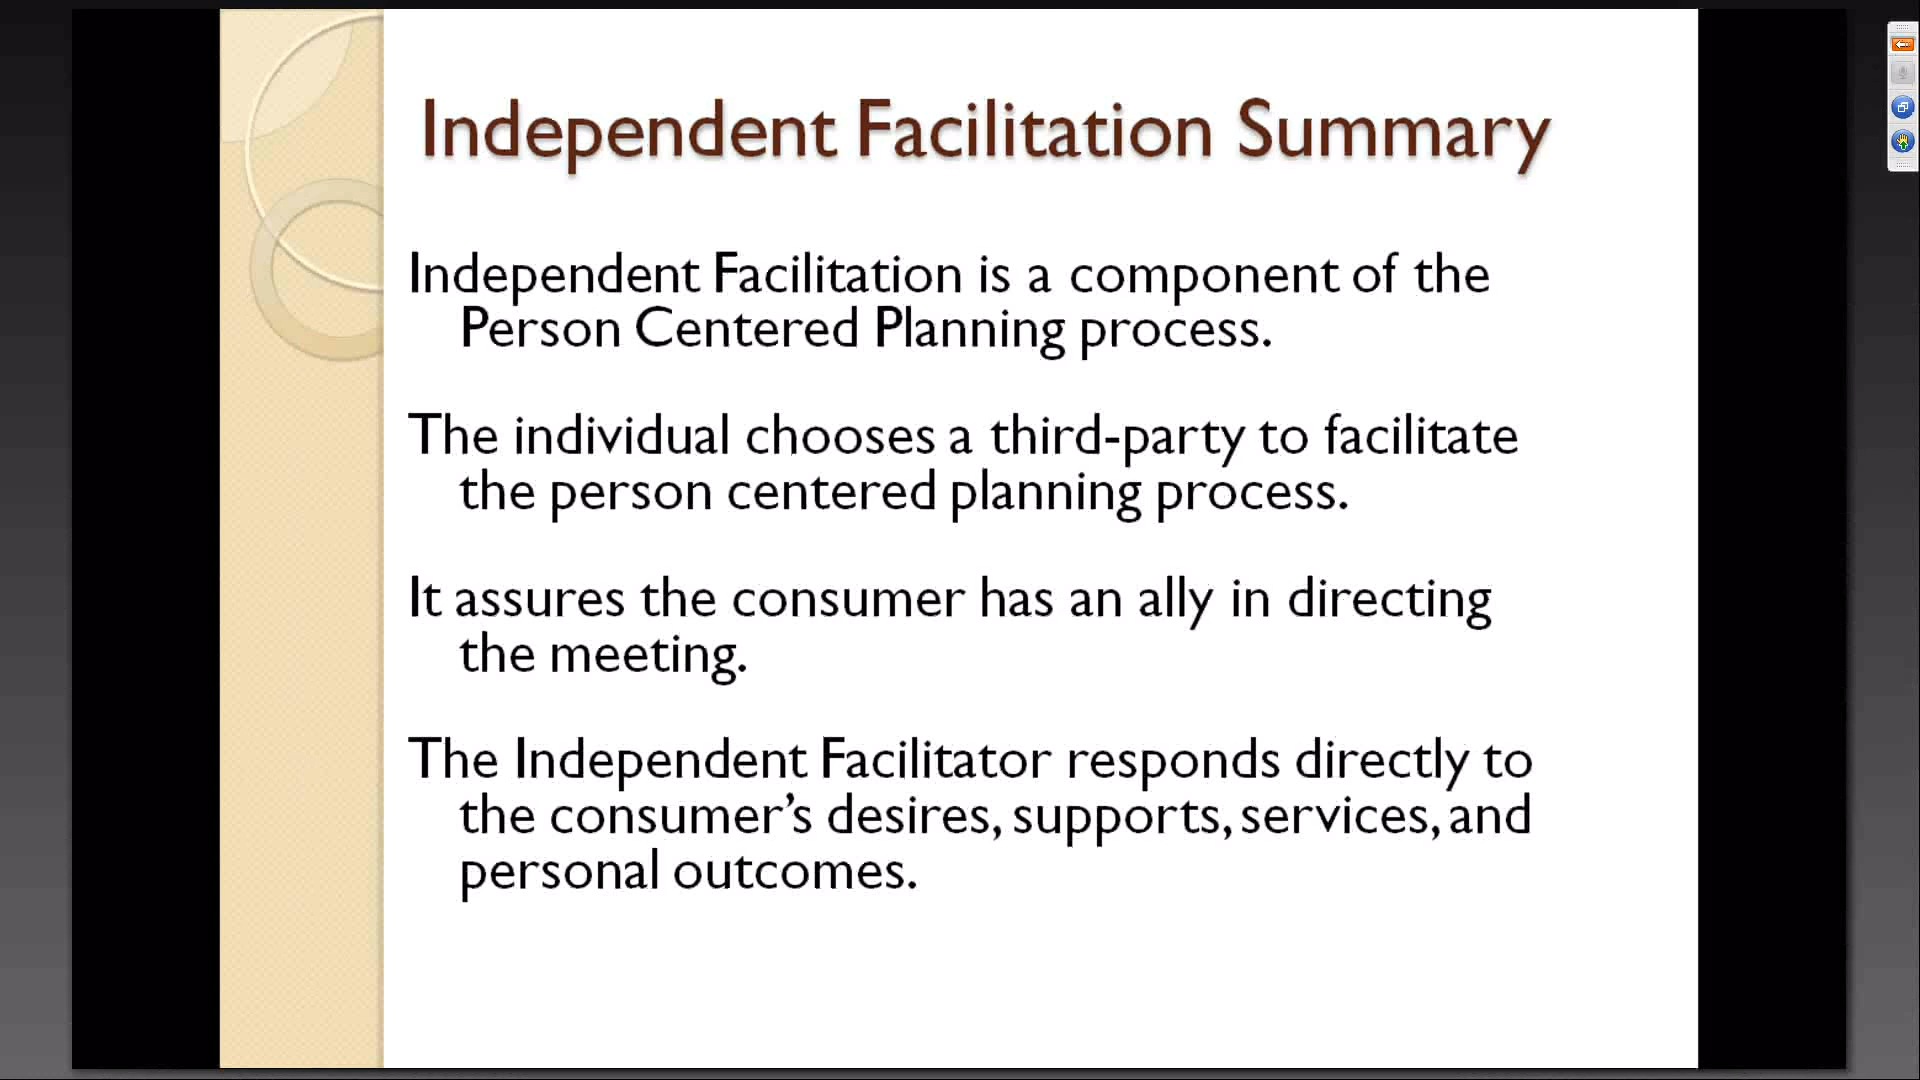 Independent Facilitation Summary
Independent Facilitation is a component of the
Person Centered Planning process.
The individual chooses a third-party to facilitate
the person centered planning process.
It assures the consumer has an ally in directing
the meeting.
The Independent Facilitator responds directly to
the consumer’s desires, supports, services, and
personal outcomes.